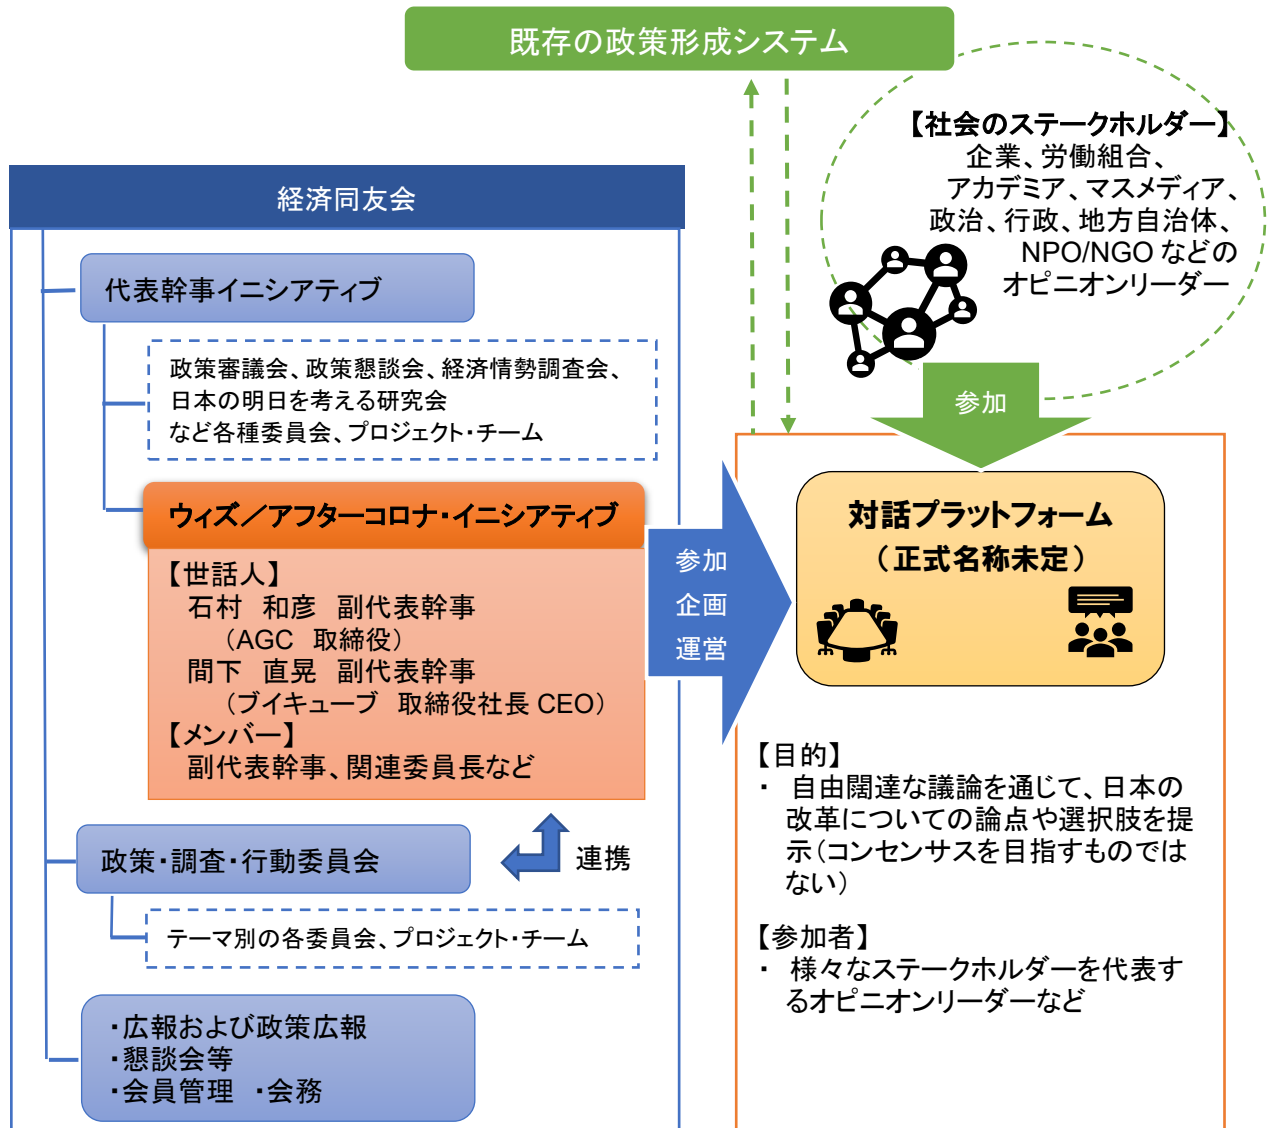 既存の政策形成システム
【社会のステークホルダー】
企業、労働組合、
アカデミア、マスメディア、
政治、行政、地方自治体、
NPO/NGO などの
オピニオンリーダー
参加
経済同友会
代表幹事イニシアティブ
政策審議会、政策懇談会、経済情勢調査会、
日本の明日を考える研究会
など各種委員会、プロジェクト・チーム
ウィズ／アフターコロナ・イニシアティブ
【世話人】
石村　和彦　副代表幹事
（AGC　取締役）
間下　直晃　副代表幹事
（ブイキューブ　取締役社長 CEO）
【メンバー】
副代表幹事、関連委員長など
連携
政策・調査・行動委員会
テーマ別の各委員会、プロジェクト・チーム
・広報および政策広報
・懇談会等
・会員管理　・会務
参加
企画
運営
対話プラットフォーム
（正式名称未定）
【目的】
・ 自由闊達な議論を通じて、日本の
改革についての論点や選択肢を提
示（コンセンサスを目指すものでは
ない）
【参加者】
・ 様々なステークホルダーを代表す
るオピニオンリーダーなど